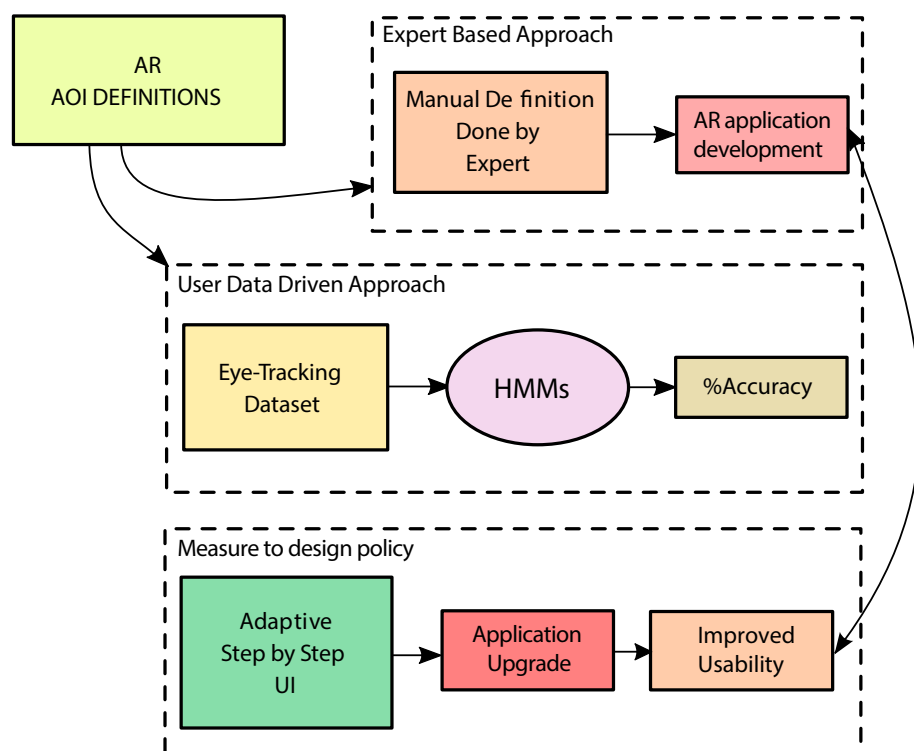 AR
AOI DEFINITIONS
Expert Based Approach
Manual De finition
Done by
Expert
AR application
development
User Data Driven Approach
Eye-Tracking
Dataset
HMMs
%Accuracy
Measure to design policy
Adaptive
Step by Step
UI
Application
Upgrade
Improved
Usability